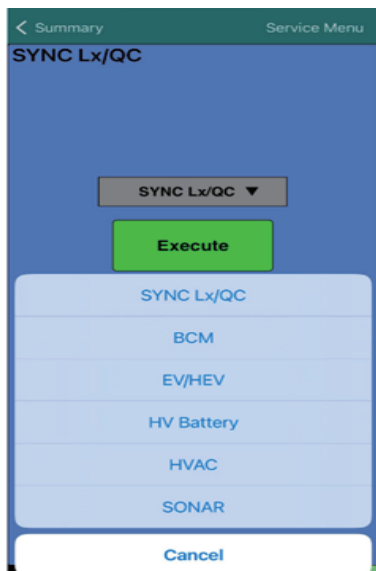 Summary Service Menu
SYNC Lx/QC
SYNC Lx/QC ▼
Execute
SYNC Lx/QC
BCM
EV/HEV
HV Battery
HVAC
SONAR
Cancel